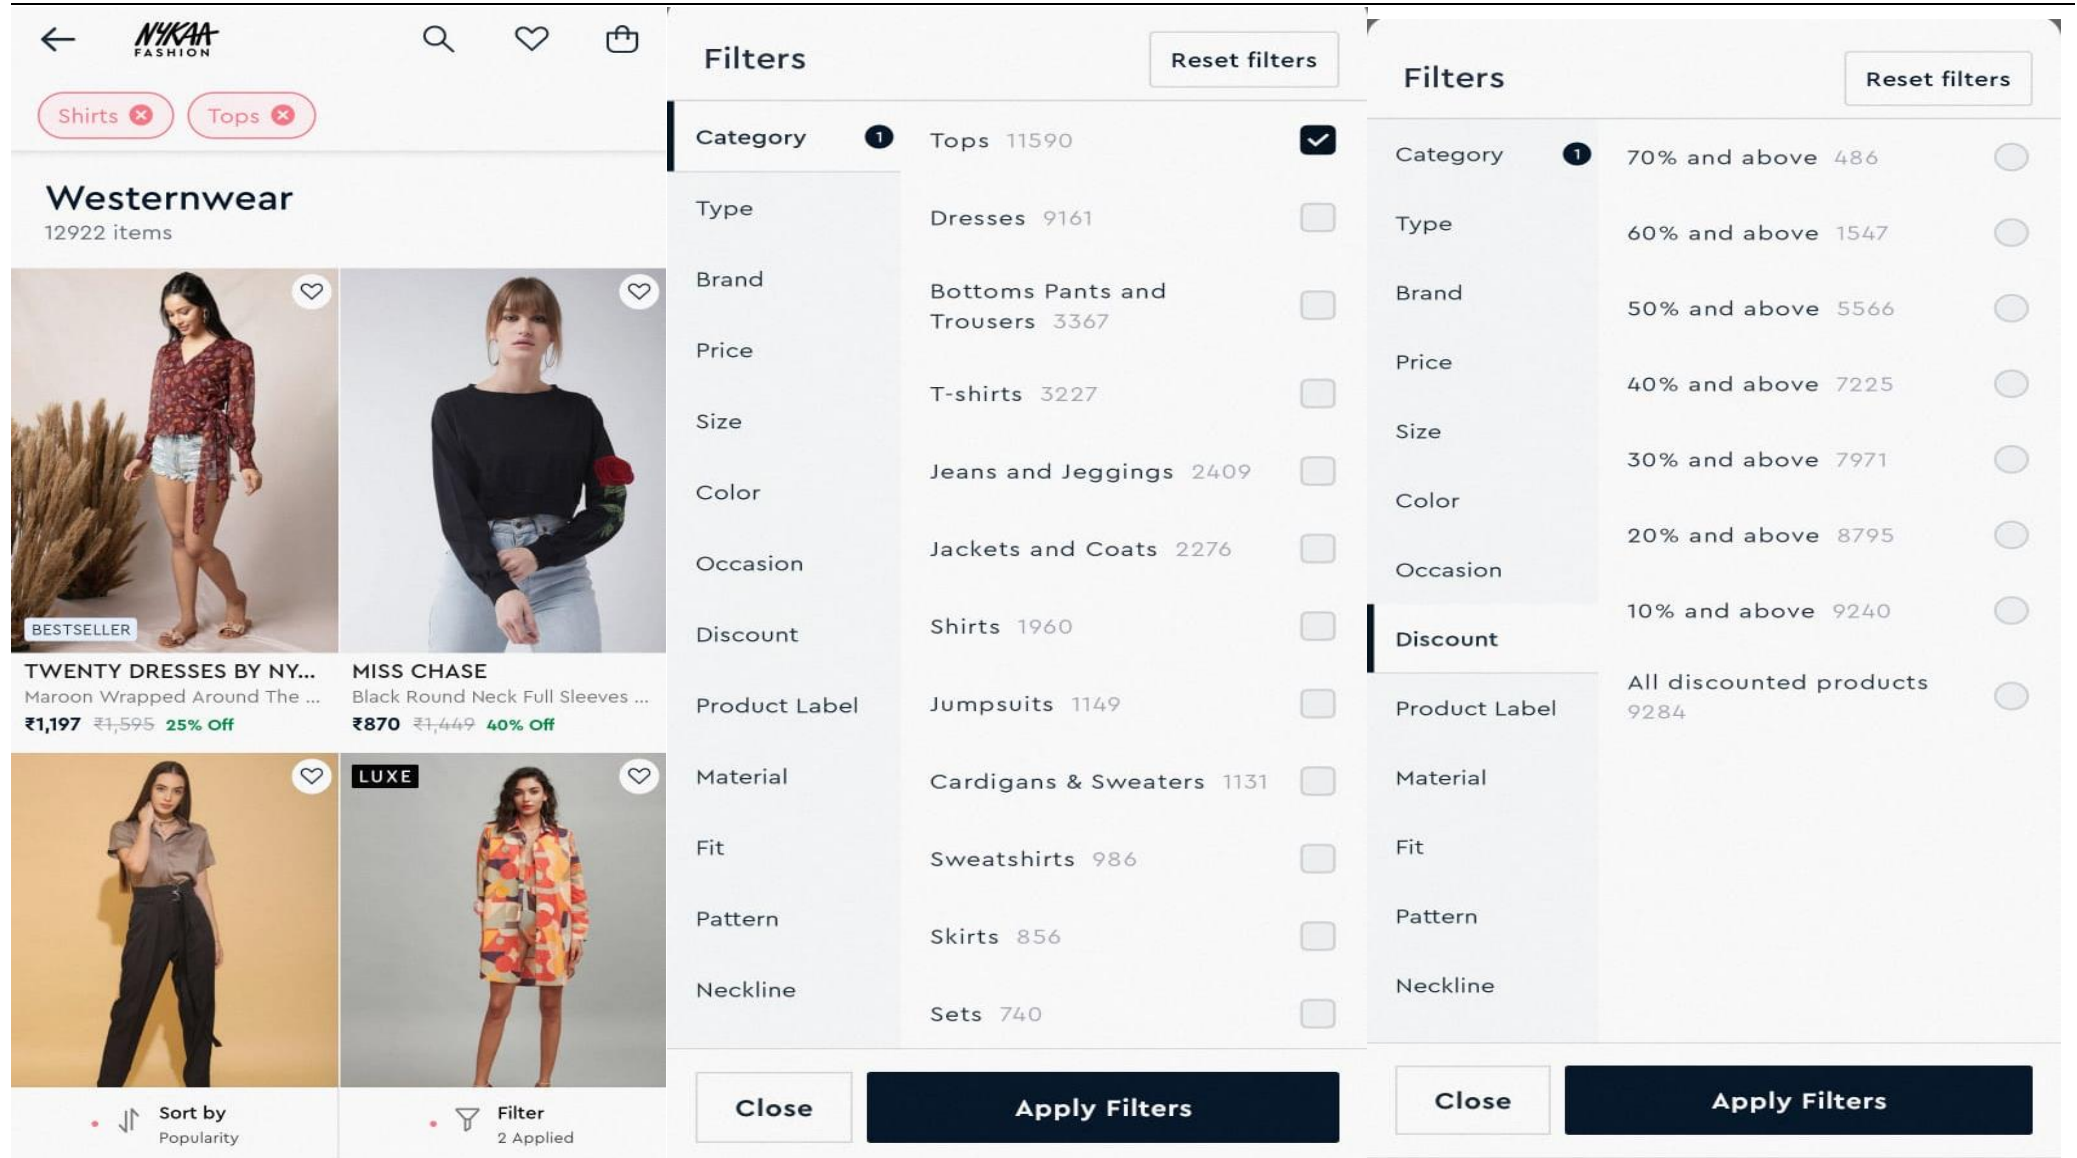 NYKAA
FASHION
Shirts
Tops
Westernwear
12922 items
BESTSELLER
TWENTY DRESSES BY NY...
Maroon Wrapped Around The ...
₹1,197 ₹1,595 25% Off
MISS CHASE
Black Round Neck Full Sleeves ...
₹870 ₹1,449 40% Off
LUXE
Sort by
Popularity
Filter
2 Applied
Filters
Reset filters
Category 1
Type
Brand
Price
Size
Color
Occasion
Discount
Product Label
Material
Fit
Pattern
Neckline
Tops 11590
Dresses 9161
Bottoms Pants and
Trousers 3367
T-shirts 3227
Jeans and Jeggings 2409
Jackets and Coats 2276
Shirts 1960
Jumpsuits 1149
Cardigans & Sweaters 1131
Sweatshirts 986
Skirts 856
Sets 740
Close
Apply Filters
Filters
Reset filters
Category 1
Type
Brand
Price
Size
Color
Occasion
Discount
Product Label
Material
Fit
Pattern
Neckline
70% and above 486
60% and above 1547
50% and above 5566
40% and above 7225
30% and above 7971
20% and above 8795
10% and above 9240
All discounted products
9284
Close
Apply Filters